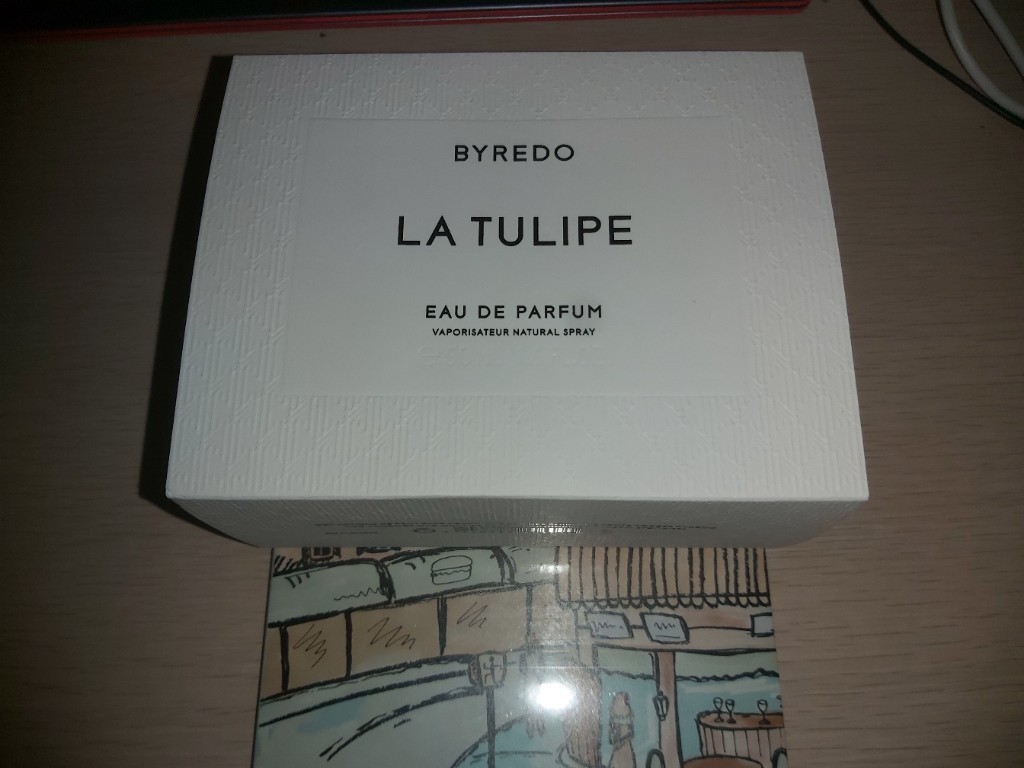 BYREDO
LA TULIPE
EAU DE PARFUM
VAPORISATEUR NATURAL SPRAY